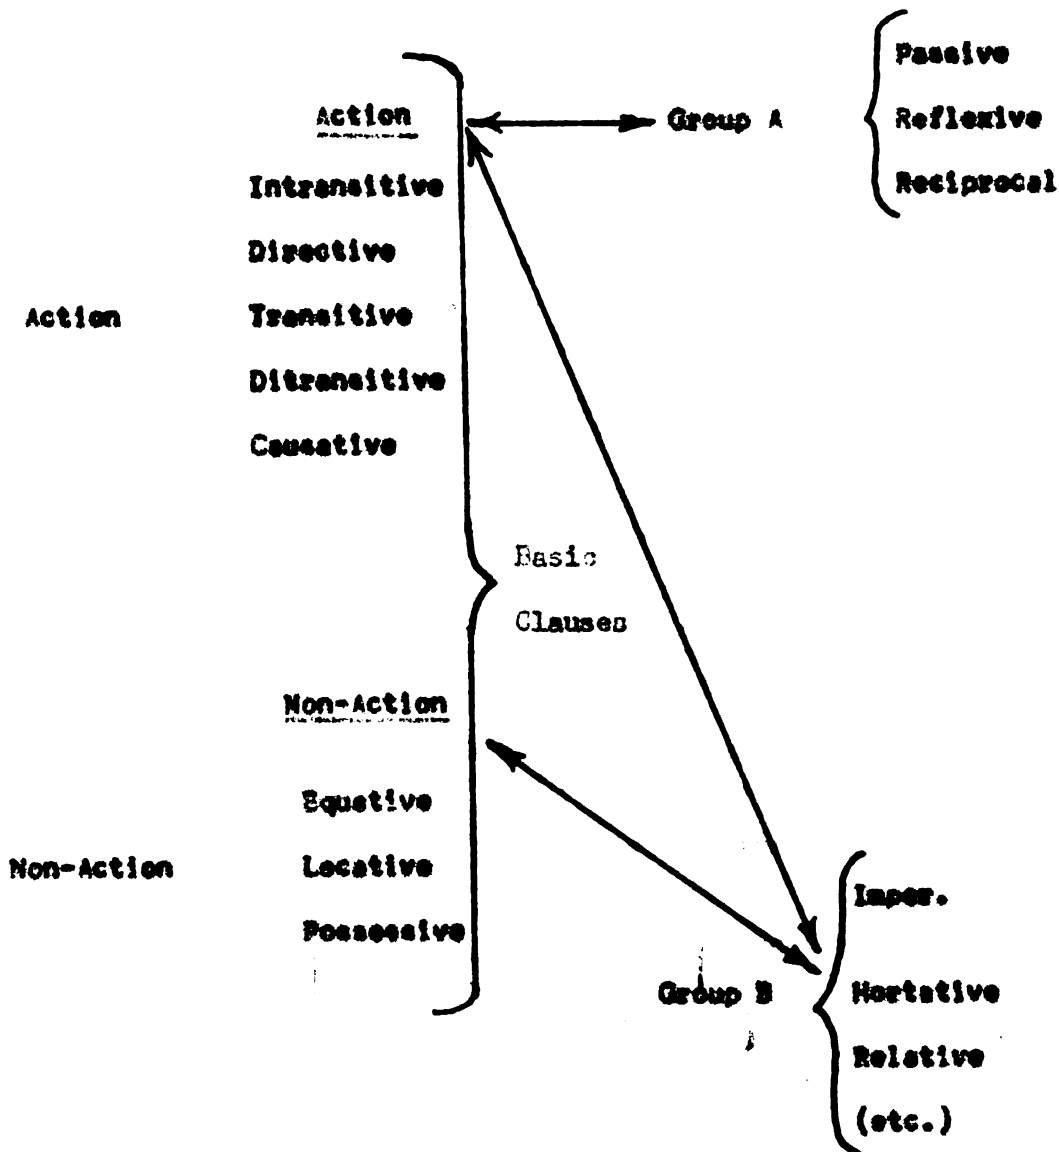 Passive
Action
Group A
Reflexive
Intransitive
Reciprocal
Directive
Action
Transitive
Ditransitive
Causative
Basic
Clauses
Non-Action
Equative
Non-Action
Locative
Imper.
Possessive
Group B
Hortative
Relative
(etc.)